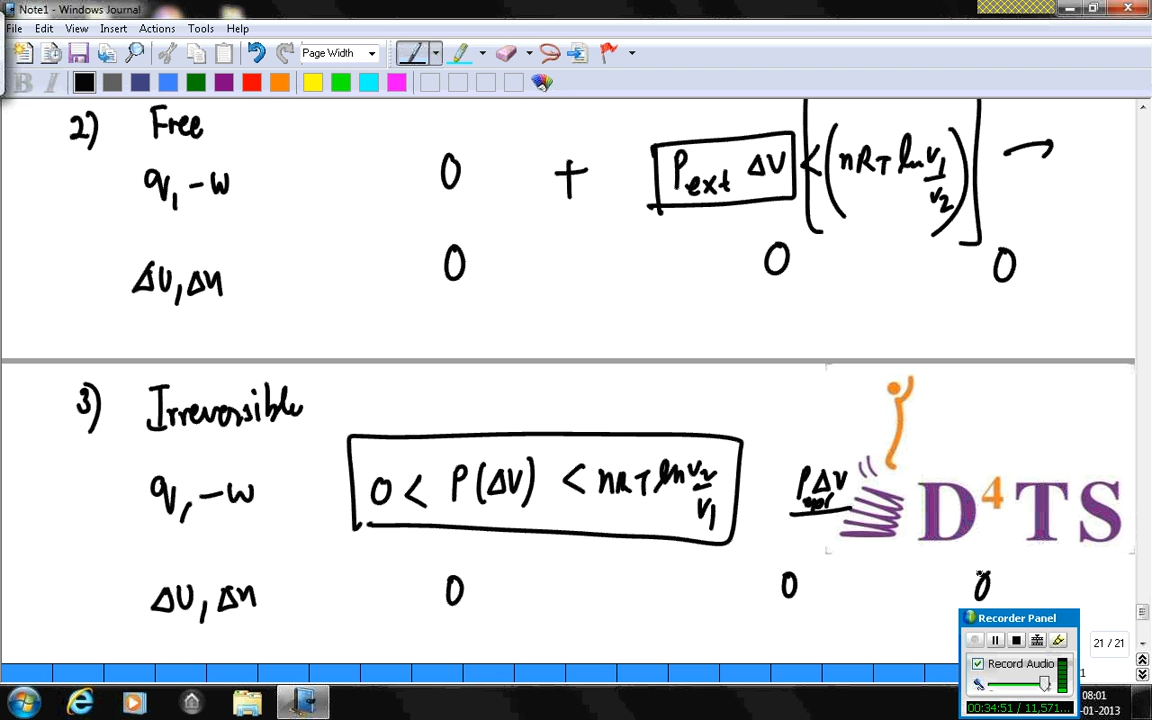 Note1 - Windows Journal
File Edit View Insert Actions Tools Help
Page Width
B I
2) Free
q, -w 0 + Pext ΔV < (nRT ln v1/v2) →
ΔU, ΔH 0 0 0
3) Irreversible
q, -w 0 < P(ΔV) < nRT ln v2/v1 PΔV
D4TS
ΔU, ΔH 0 0 0
Recorder Panel
21 / 21
Record Audio
1
00:34:51 / 11,571...
08:01
-01-2013